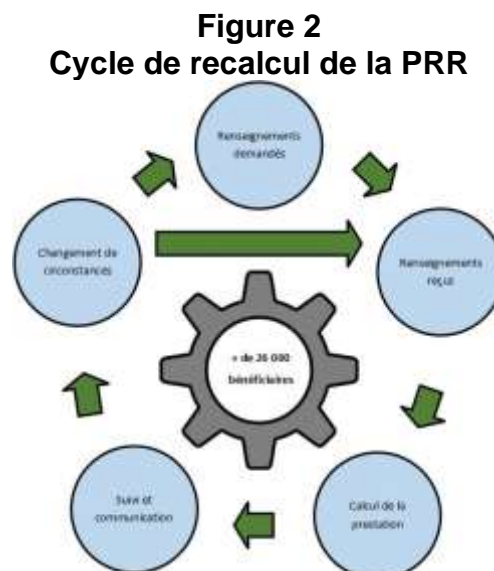 Figure 2
Cycle de recalcul de la PRR
Renseignements
demandés
Changement de
circonstances
Renseignements
reçus
+ de 26 000
bénéficiaires
Suivi et
communication
Calcul de la
prestation